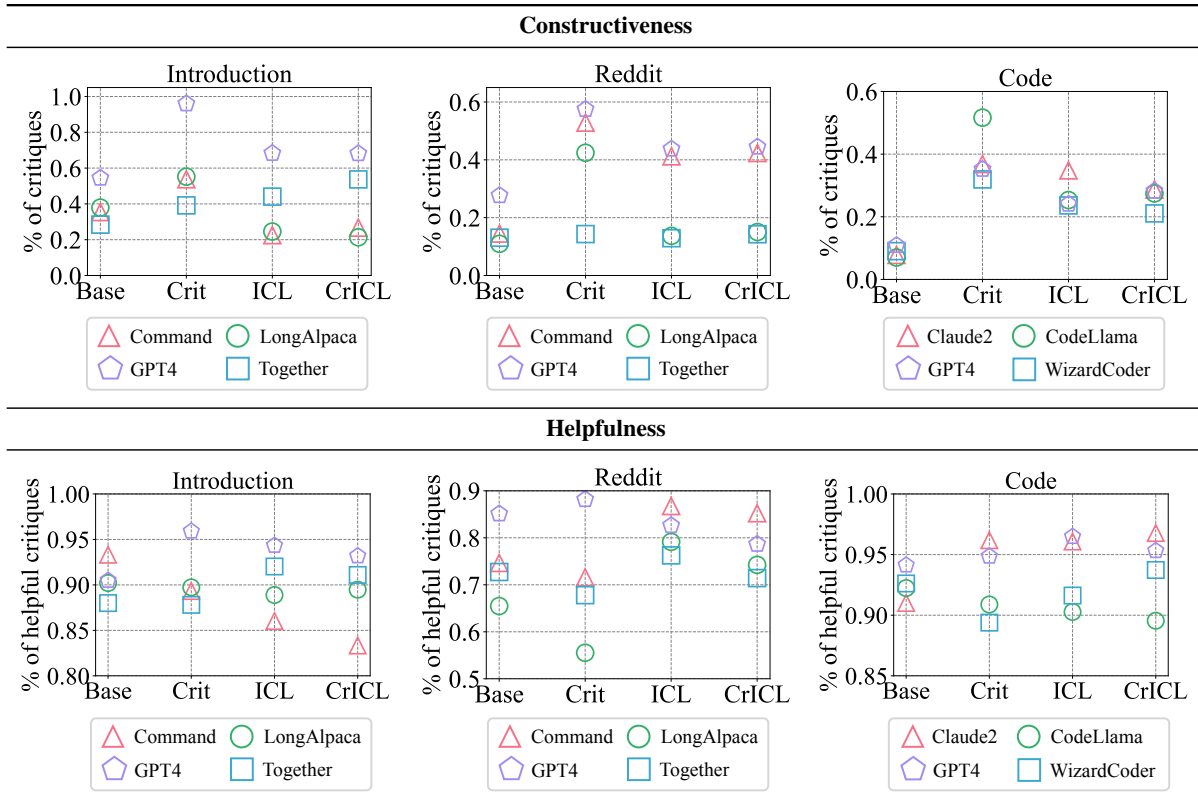 Constructiveness
Introduction
% of critiques
1.0
0.8
0.6
0.4
0.2
0.0
Base Crit ICL CrICL
Command LongAlpaca
GPT4 Together
Reddit
% of critiques
0.6
0.4
0.2
0.0
Base Crit ICL CrICL
Command LongAlpaca
GPT4 Together
Code
% of critiques
0.6
0.4
0.2
0.0
Base Crit ICL CrICL
Claude2 CodeLlama
GPT4 WizardCoder
Helpfulness
Introduction
% of helpful critiques
1.00
0.95
0.90
0.85
0.80
Base Crit ICL CrICL
Command LongAlpaca
GPT4 Together
Reddit
% of helpful critiques
0.9
0.8
0.7
0.6
0.5
Base Crit ICL CrICL
Command LongAlpaca
GPT4 Together
Code
% of helpful critiques
1.00
0.95
0.90
0.85
Base Crit ICL CrICL
Claude2 CodeLlama
GPT4 WizardCoder